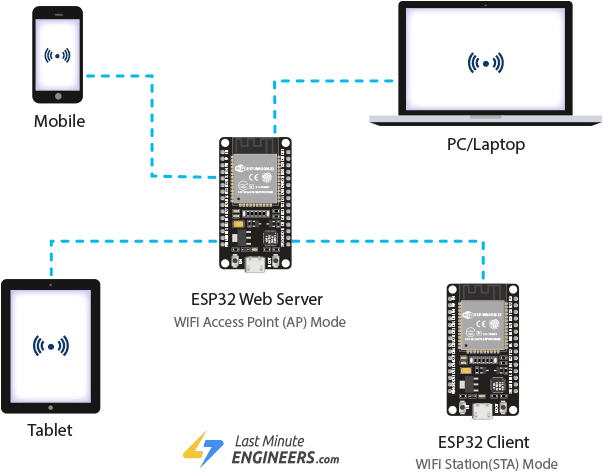 Mobile
PC/Laptop
ESP32 Web Server
WIFI Access Point (AP) Mode
Tablet
ESP32 Client
WIFI Station(STA) Mode
Last Minute
ENGINEERS.com